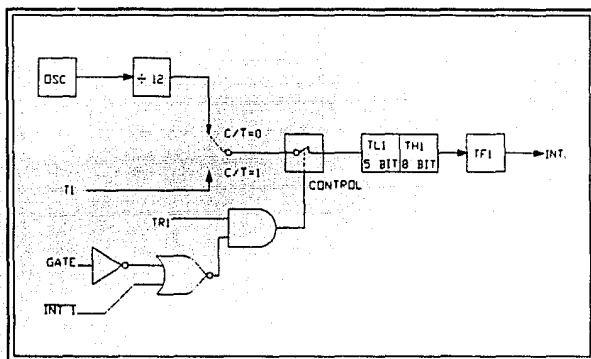 OSC
÷ 12
C/T=0
C/T=1
T1
TL1
5 BIT
TH1
8 BIT
TF1
INT.
CONTROL
TR1
GATE
INT 1